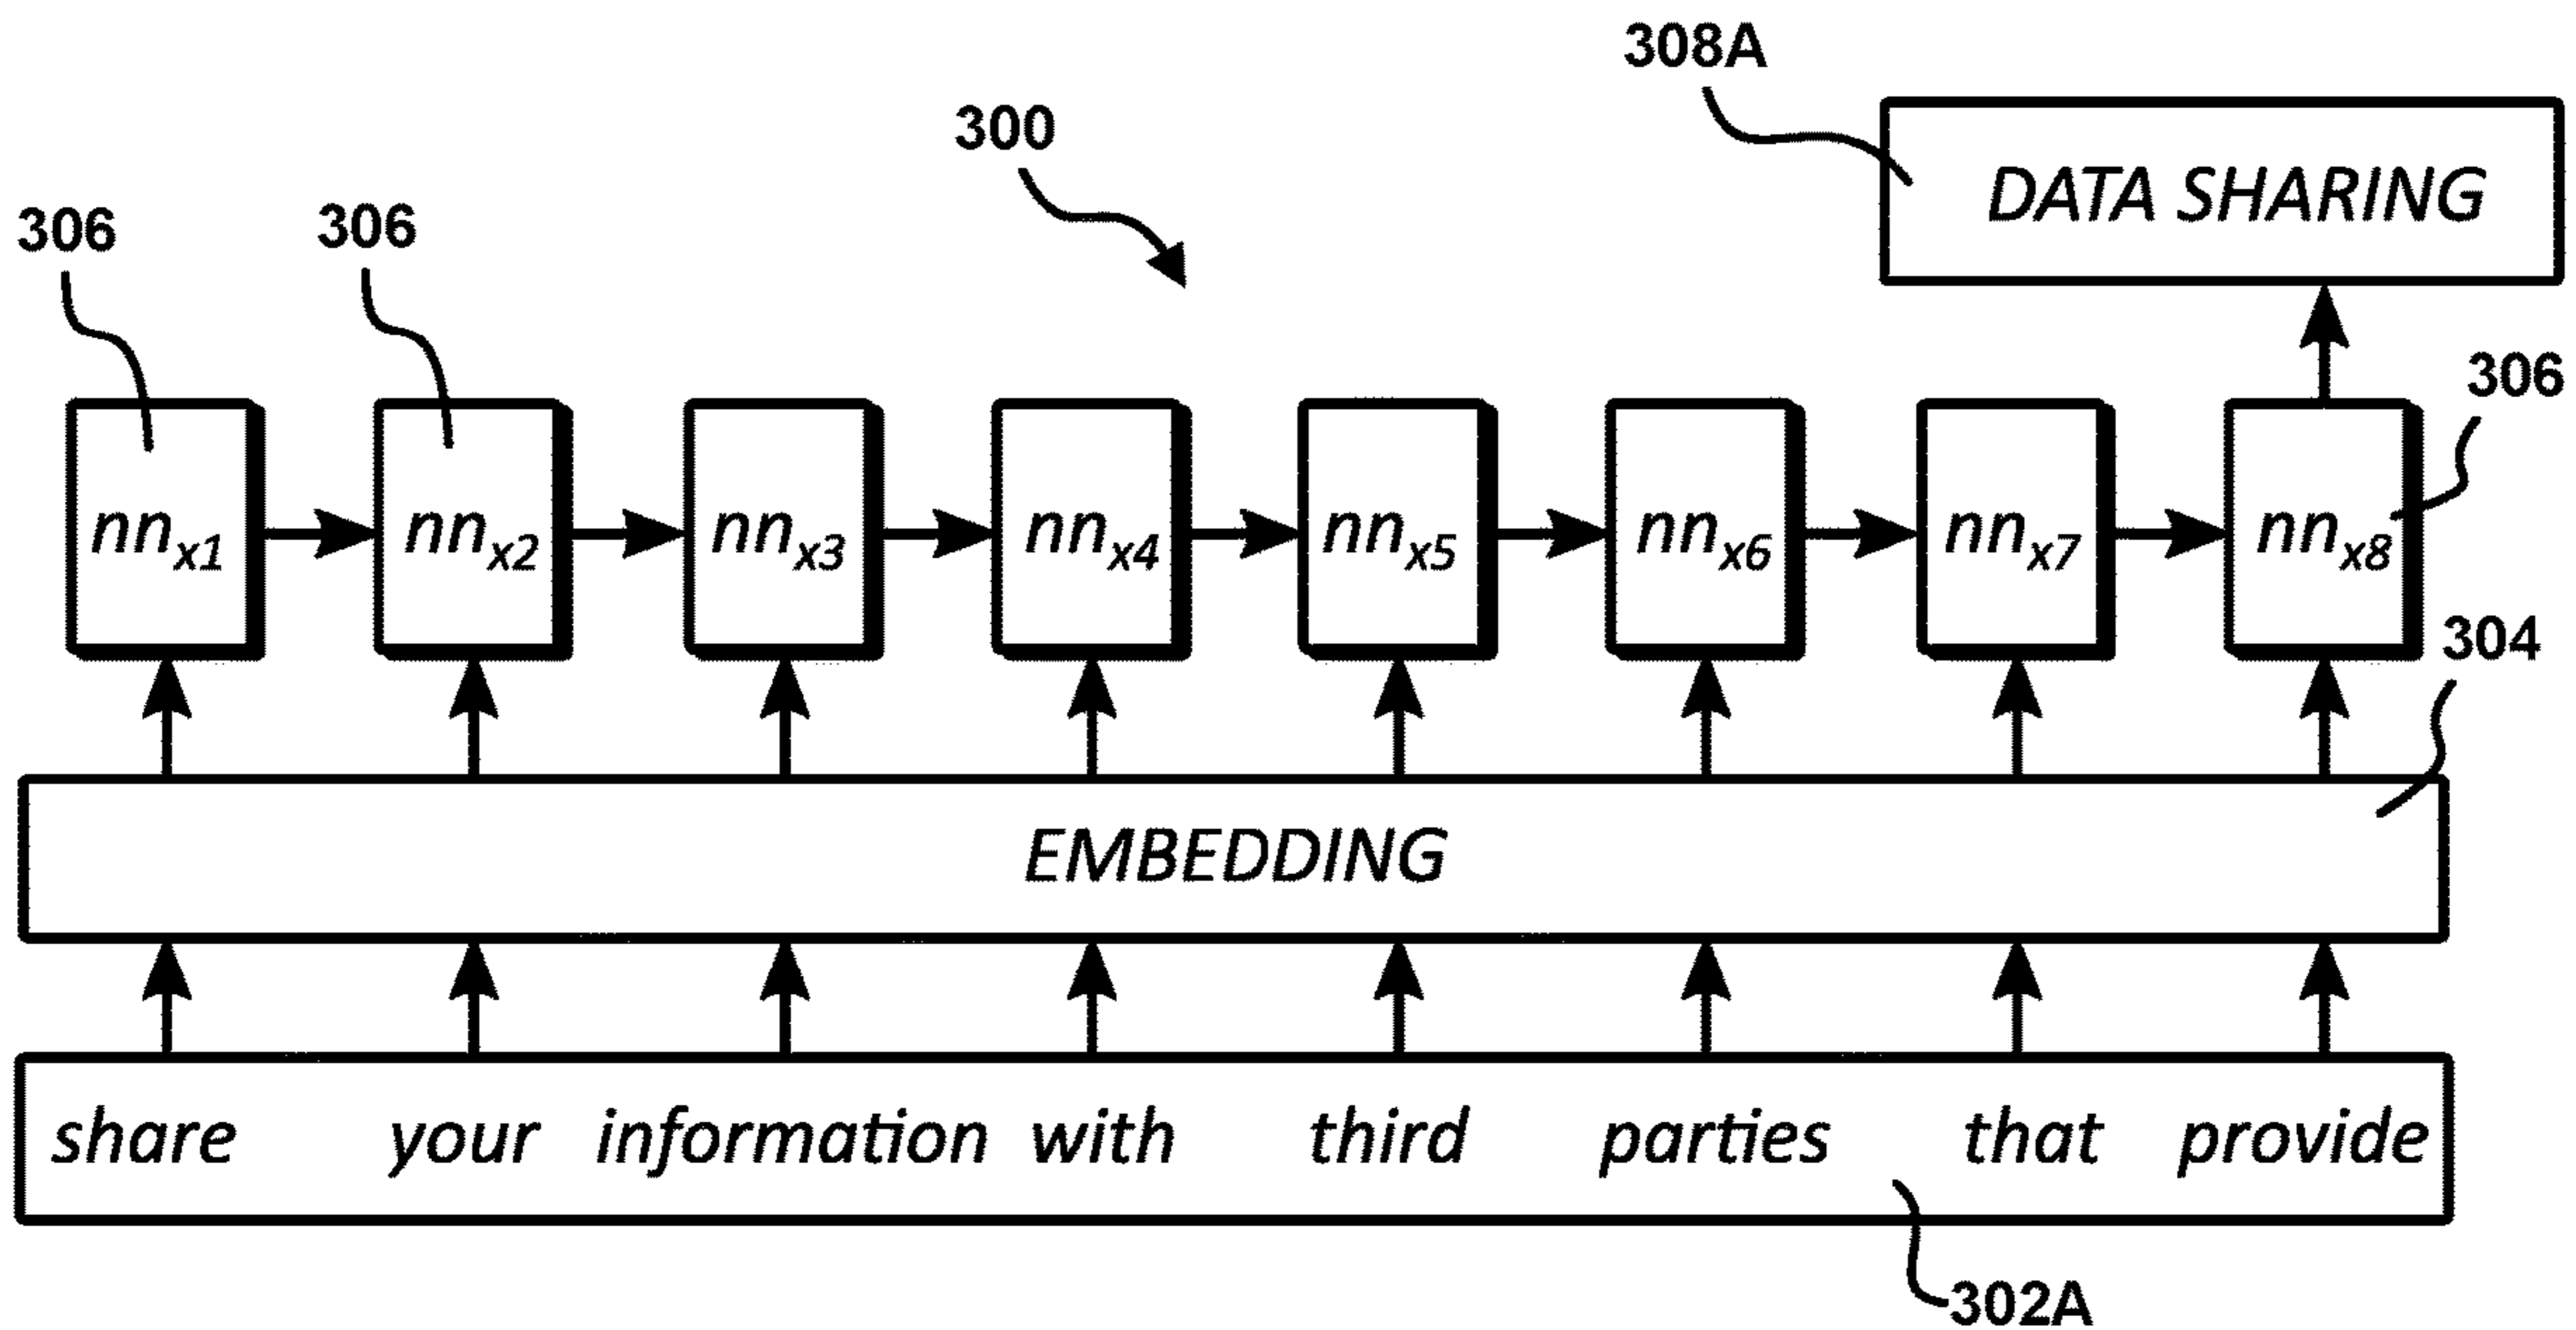 308A
300
DATA SHARING
306 306
306
nnx1 nnx2 nnx3 nnx4 nnx5 nnx6 nnx7 nnx8
304
EMBEDDING
share your information with third parties that provide
302A